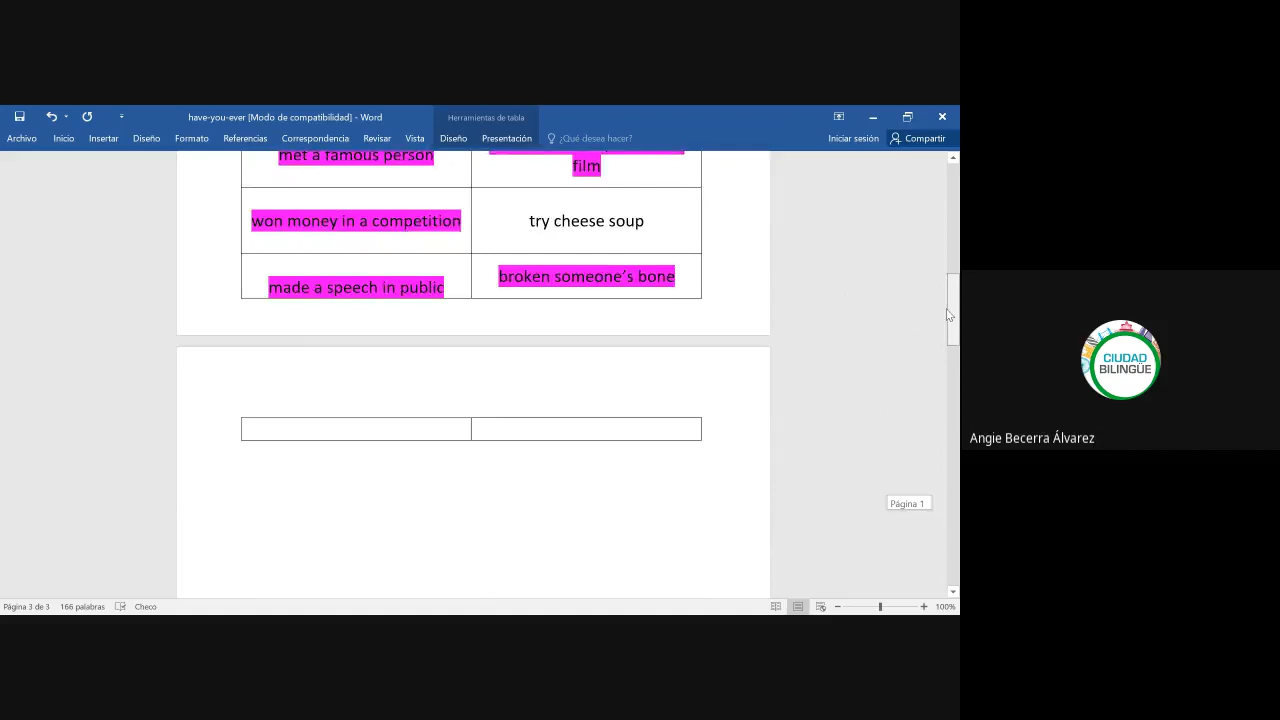 have-you-ever [Modo de compatibilidad] - Word
Herramientas de tabla
Archivo Inicio Insertar Diseño Formato Referencias Correspondencia Revisar Vista Diseño Presentación ¿Qué desea hacer? Iniciar sesión Compartir
met a famous person
film
won money in a competition
try cheese soup
made a speech in public
broken someone's bone
CIUDAD
BILINGÜE
Angie Becerra Álvarez
Página 1
Página 3 de 3 166 palabras Checo 100%